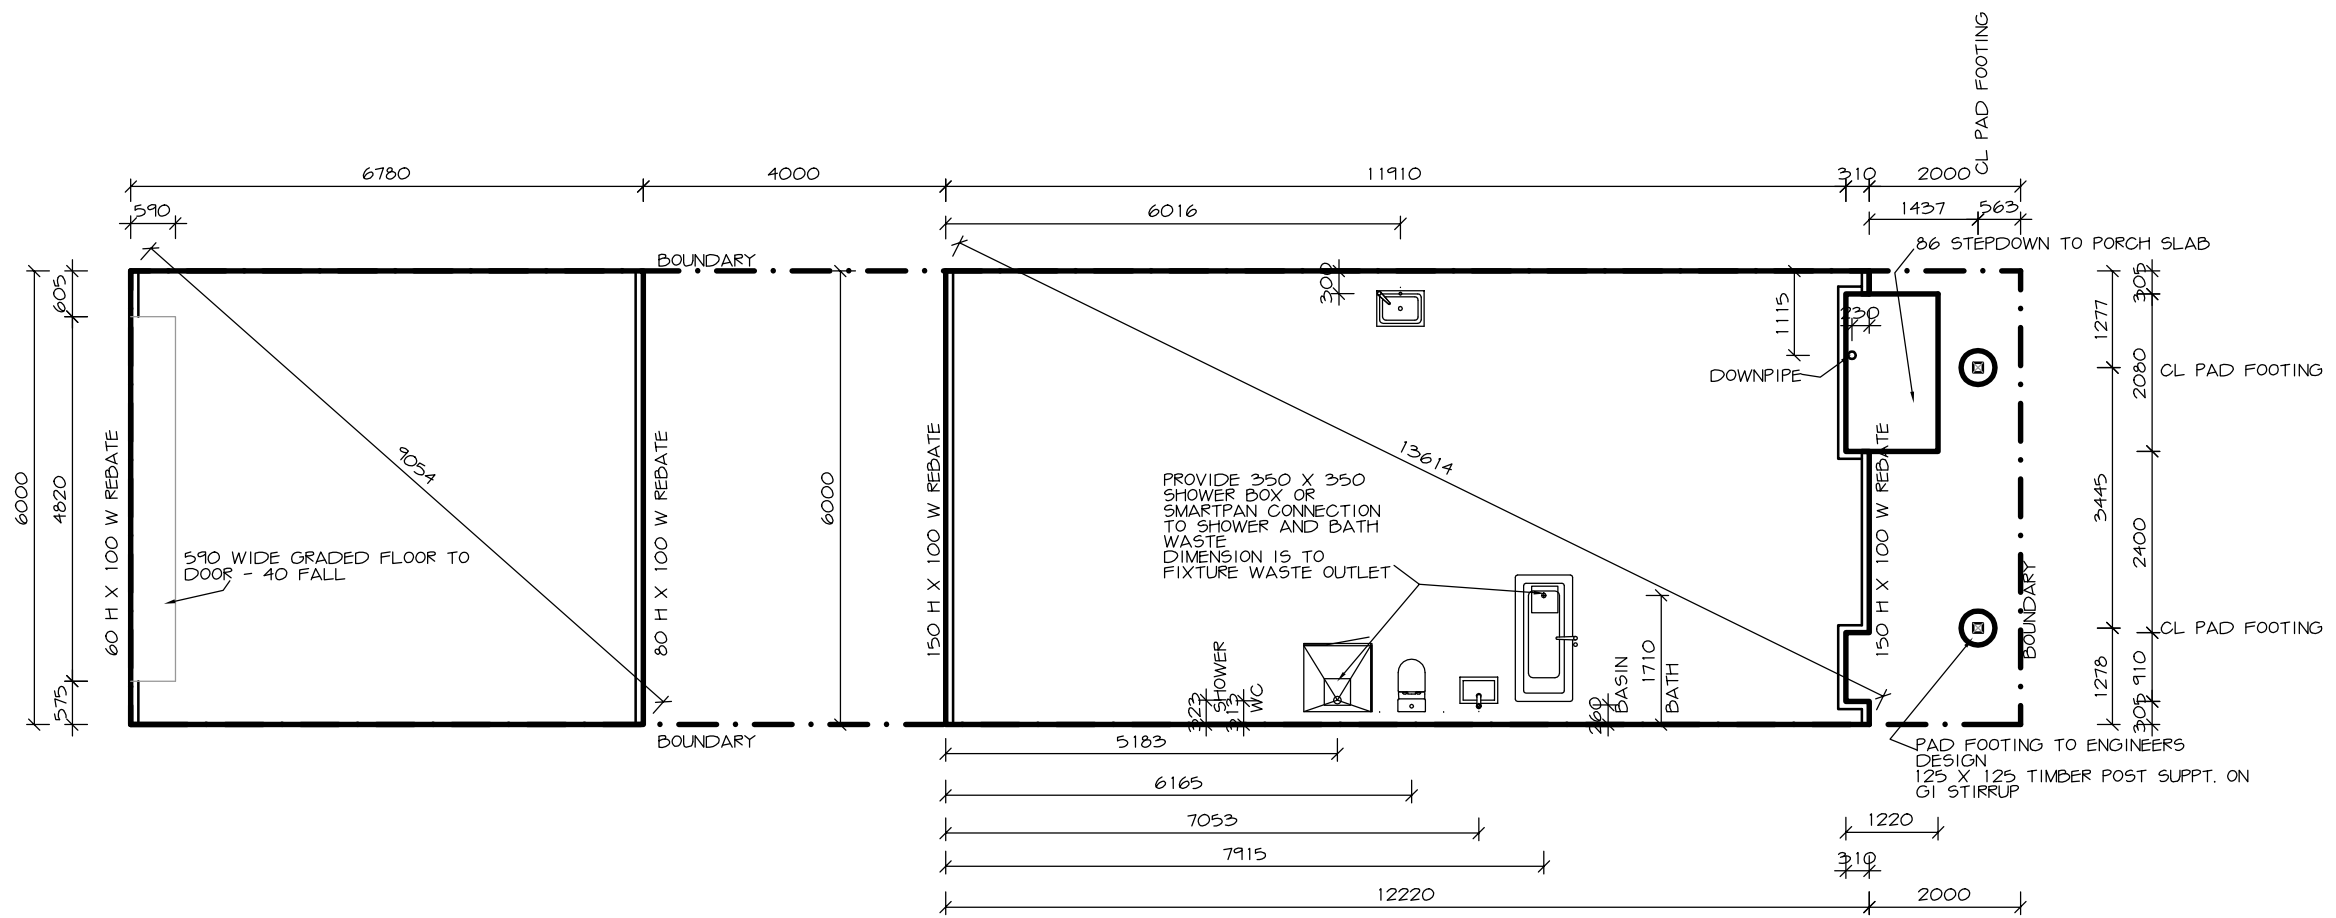 CL PAD FOOTING
6780
4000
11910
310
2000
590
6016
1437
563
86 STEPDOWN TO PORCH SLAB
BOUNDARY
605
300
1115
230
1277
305
DOWNPIPE
2080
CL PAD FOOTING
6000
4820
60 H X 100 W REBATE
9054
80 H X 100 W REBATE
6000
150 H X 100 W REBATE
13614
150 H X 100 W REBATE
3445
2400
PROVIDE 350 X 350
SHOWER BOX OR
SMARTPAN CONNECTION
TO SHOWER AND BATH
WASTE
DIMENSION IS TO
FIXTURE WASTE OUTLET
590 WIDE GRADED FLOOR TO
DOOR - 40 FALL
BOUNDARY
CL PAD FOOTING
575
323
SHOWER
313
WC
260
BASIN
1710
BATH
1278
910
305
BOUNDARY
5183
PAD FOOTING TO ENGINEERS
DESIGN
125 X 125 TIMBER POST SUPPT. ON
GI STIRRUP
6165
7053
1220
7915
310
12220
2000